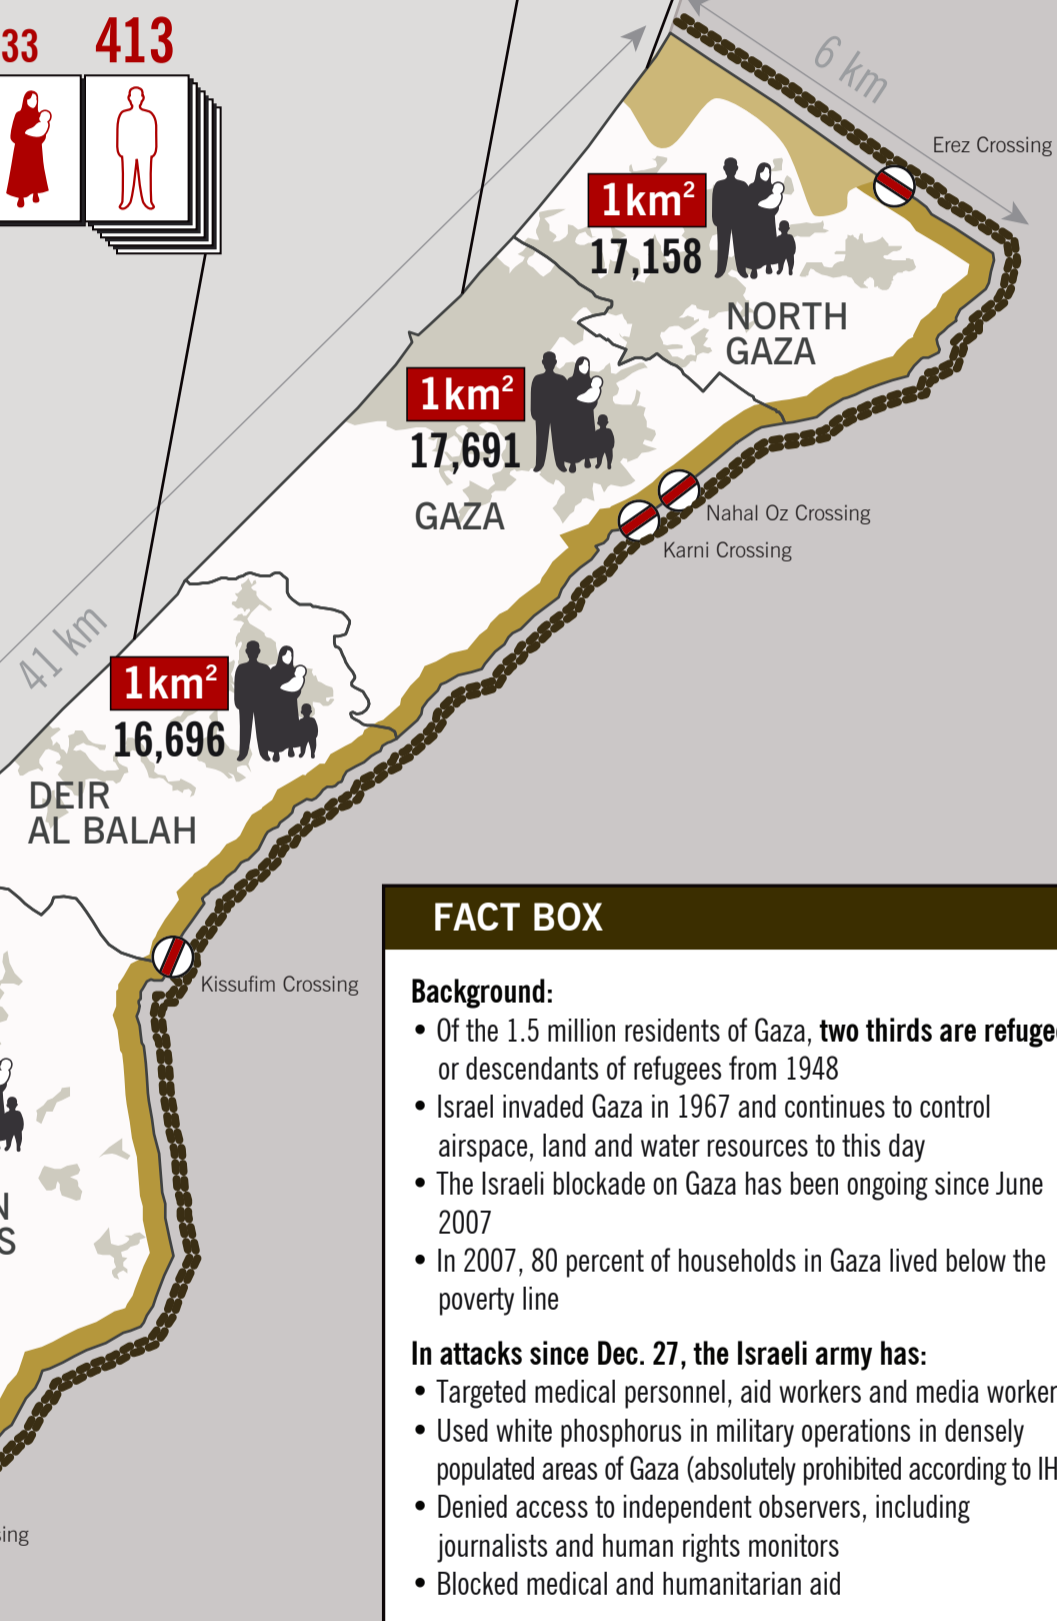 33 413
6 km
Erez Crossing
1km²
17,158
NORTH
GAZA
1km²
17,691
GAZA
Nahal Oz Crossing
Karni Crossing
41 km
1km²
16,696
DEIR
AL BALAH
Kissufim Crossing
N
S
sing
FACT BOX
Background:
• Of the 1.5 million residents of Gaza, two thirds are refuge
or descendants of refugees from 1948
• Israel invaded Gaza in 1967 and continues to control
airspace, land and water resources to this day
• The Israeli blockade on Gaza has been ongoing since June
2007
• In 2007, 80 percent of households in Gaza lived below the
poverty line
In attacks since Dec. 27, the Israeli army has:
• Targeted medical personnel, aid workers and media worker
• Used white phosphorus in military operations in densely
populated areas of Gaza (absolutely prohibited according to IH
• Denied access to independent observers, including
journalists and human rights monitors
• Blocked medical and humanitarian aid